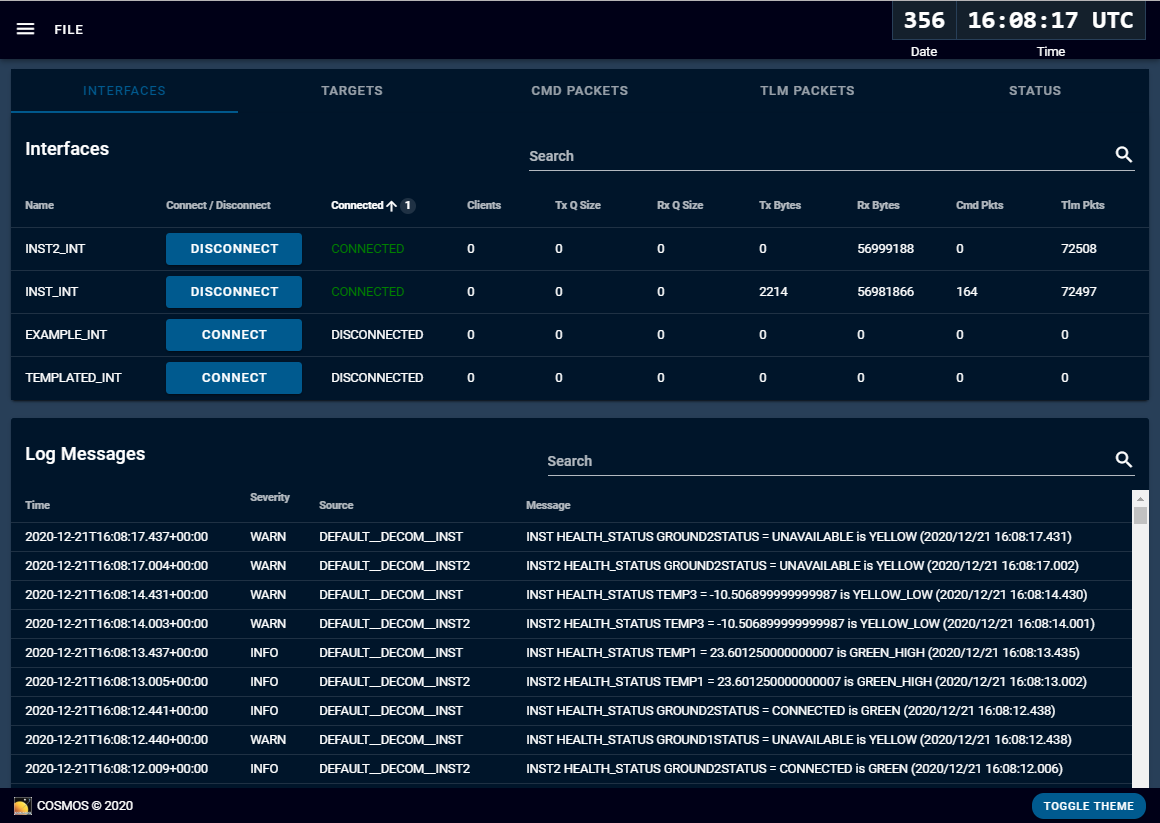 FILE
356 16:08:17 UTC
Date Time
INTERFACES TARGETS CMD PACKETS TLM PACKETS STATUS
Interfaces
Search
Name Connect / Disconnect Connected 1 Clients Tx Q Size Rx Q Size Tx Bytes Rx Bytes Cmd Pkts Tlm Pkts
INST2_INT DISCONNECT CONNECTED 0 0 0 0 56999188 0 72508
INST_INT DISCONNECT CONNECTED 0 0 0 2214 56981866 164 72497
EXAMPLE_INT CONNECT DISCONNECTED 0 0 0 0 0 0 0
TEMPLATED_INT CONNECT DISCONNECTED 0 0 0 0 0 0 0
Log Messages
Search
Time Severity Source Message
2020-12-21T16:08:17.437+00:00 WARN DEFAULT__DECOM__INST INST HEALTH_STATUS GROUND2STATUS = UNAVAILABLE is YELLOW (2020/12/21 16:08:17.431)
2020-12-21T16:08:17.004+00:00 WARN DEFAULT__DECOM__INST2 INST2 HEALTH_STATUS GROUND2STATUS = UNAVAILABLE is YELLOW (2020/12/21 16:08:17.002)
2020-12-21T16:08:14.431+00:00 WARN DEFAULT__DECOM__INST INST HEALTH_STATUS TEMP3 = -10.506899999999987 is YELLOW_LOW (2020/12/21 16:08:14.430)
2020-12-21T16:08:14.003+00:00 WARN DEFAULT__DECOM__INST2 INST2 HEALTH_STATUS TEMP3 = -10.506899999999987 is YELLOW_LOW (2020/12/21 16:08:14.001)
2020-12-21T16:08:13.437+00:00 INFO DEFAULT__DECOM__INST INST HEALTH_STATUS TEMP1 = 23.601250000000007 is GREEN_HIGH (2020/12/21 16:08:13.435)
2020-12-21T16:08:13.005+00:00 INFO DEFAULT__DECOM__INST2 INST2 HEALTH_STATUS TEMP1 = 23.601250000000007 is GREEN_HIGH (2020/12/21 16:08:13.002)
2020-12-21T16:08:12.441+00:00 INFO DEFAULT__DECOM__INST INST HEALTH_STATUS GROUND2STATUS = CONNECTED is GREEN (2020/12/21 16:08:12.438)
2020-12-21T16:08:12.440+00:00 WARN DEFAULT__DECOM__INST INST HEALTH_STATUS GROUND1STATUS = UNAVAILABLE is YELLOW (2020/12/21 16:08:12.438)
2020-12-21T16:08:12.009+00:00 INFO DEFAULT__DECOM__INST2 INST2 HEALTH_STATUS GROUND2STATUS = CONNECTED is GREEN (2020/12/21 16:08:12.006)
COSMOS © 2020 TOGGLE THEME